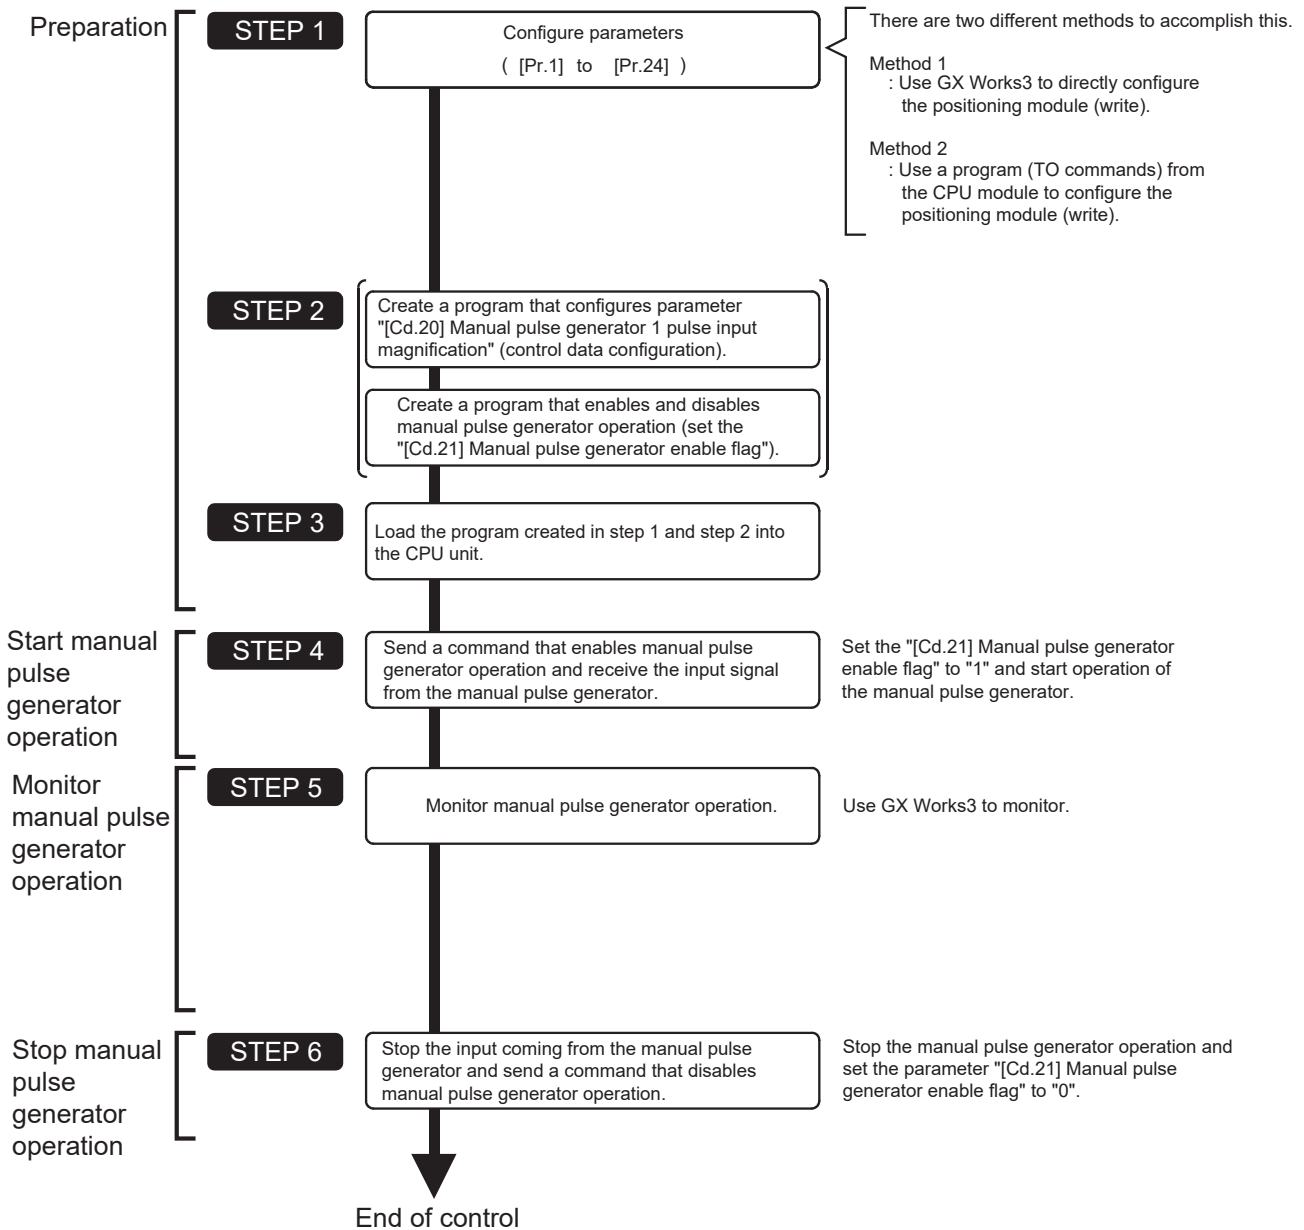 Preparation
STEP 1
Configure parameters
( [Pr.1] to [Pr.24] )
There are two different methods to accomplish this.
Method 1
: Use GX Works3 to directly configure
the positioning module (write).
Method 2
: Use a program (TO commands) from
the CPU module to configure the
positioning module (write).
STEP 2
Create a program that configures parameter
"[Cd.20] Manual pulse generator 1 pulse input
magnification" (control data configuration).
Create a program that enables and disables
manual pulse generator operation (set the
"[Cd.21] Manual pulse generator enable flag").
STEP 3
Load the program created in step 1 and step 2 into
the CPU unit.
Start manual
pulse
generator
operation
STEP 4
Send a command that enables manual pulse
generator operation and receive the input signal
from the manual pulse generator.
Set the "[Cd.21] Manual pulse generator
enable flag" to "1" and start operation of
the manual pulse generator.
Monitor
manual pulse
generator
operation
STEP 5
Monitor manual pulse generator operation.
Use GX Works3 to monitor.
Stop manual
pulse
generator
operation
STEP 6
Stop the input coming from the manual pulse
generator and send a command that disables
manual pulse generator operation.
Stop the manual pulse generator operation and
set the parameter "[Cd.21] Manual pulse
generator enable flag" to "0".
End of control